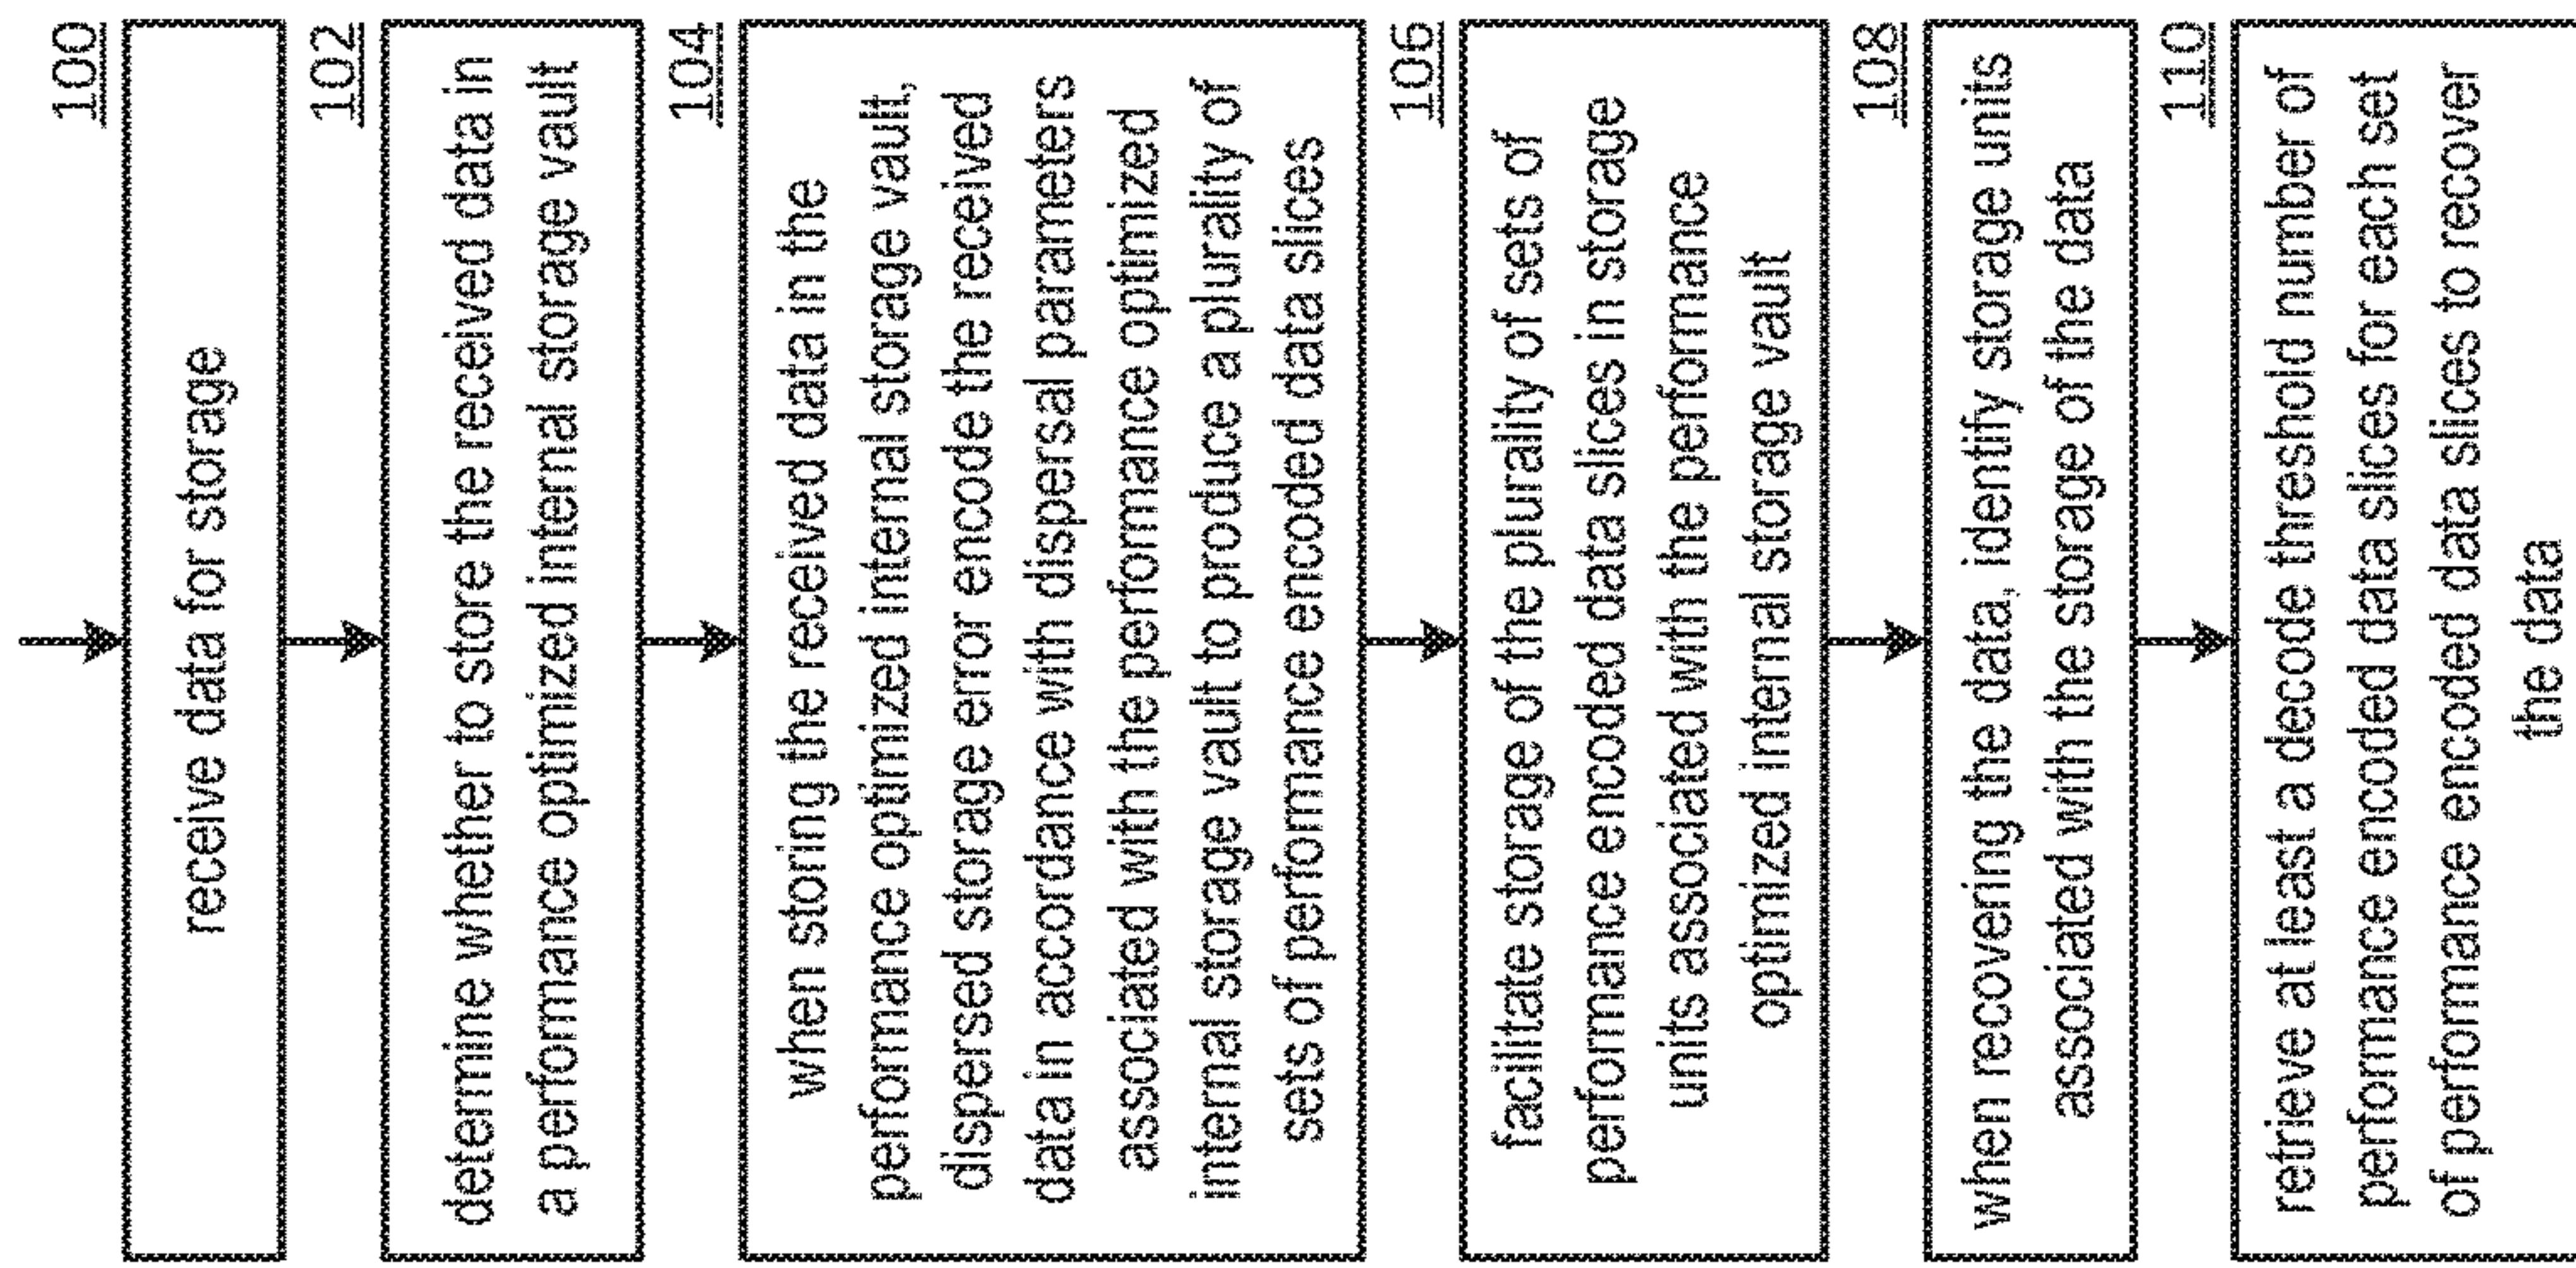 100
receive data for storage
102
determine whether to store the received data in
a performance optimized internal storage vault
104
when storing the received data in the
performance optimized internal storage vault,
dispersed storage error encode the received
data in accordance with dispersal parameters
associated with the performance optimized
internal storage vault to produce a plurality of
sets of performance encoded data slices
106
facilitate storage of the plurality of sets of
performance encoded data slices in storage
units associated with the performance
optimized internal storage vault
108
when recovering the data, identify storage units
associated with the storage of the data
110
retrieve at least a decode threshold number of
performance encoded data slices for each set
of performance encoded data slices to recover
the data